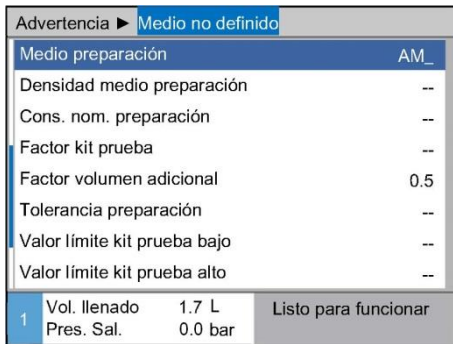 Advertencia ► Medio no definido
Medio preparación AM_
Densidad medio preparación --
Cons. nom. preparación --
Factor kit prueba --
Factor volumen adicional 0.5
Tolerancia preparación --
Valor límite kit prueba bajo --
Valor límite kit prueba alto --
1 Vol. llenado 1.7 L Listo para funcionar
Pres. Sal. 0.0 bar